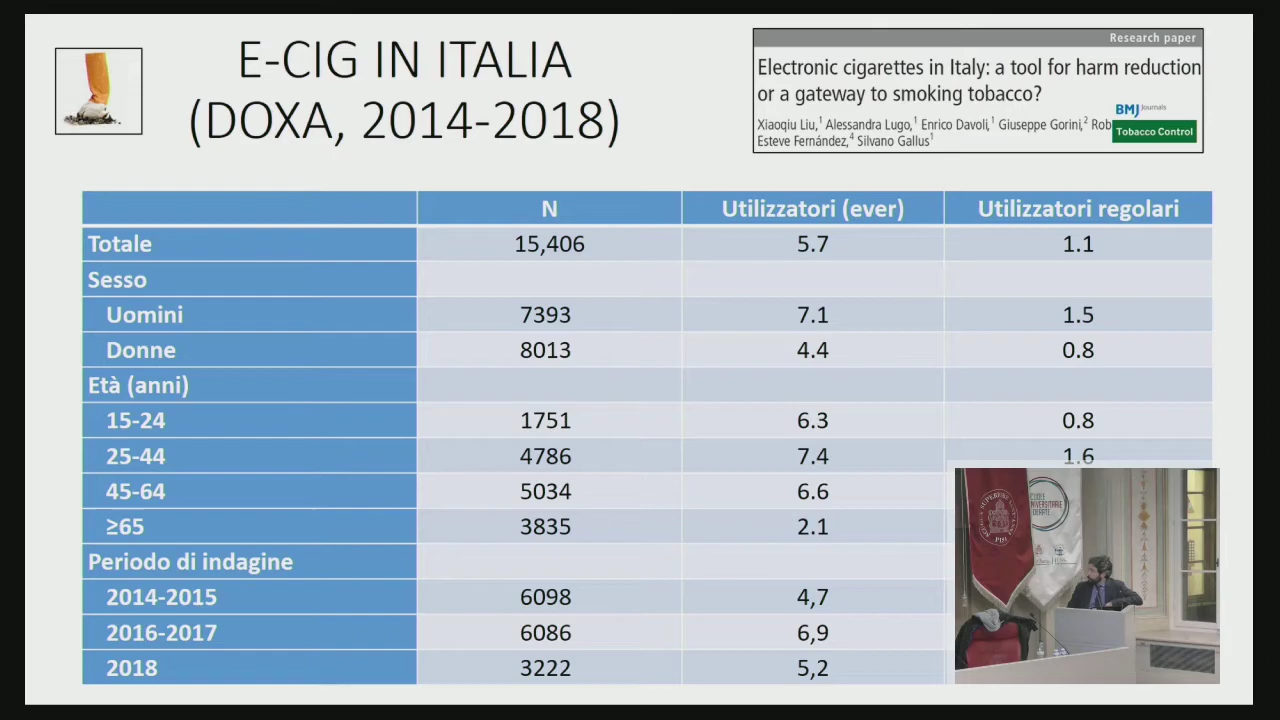 E-CIG IN ITALIA
(DOXA, 2014-2018)
Research paper
Electronic cigarettes in Italy: a tool for harm reduction
or a gateway to smoking tobacco?
Xiaoqiu Liu,1 Alessandra Lugo,1 Enrico Davoli,1 Giuseppe Gorini,2 Rob
Esteve Fernández,4 Silvano Gallus1
BMJ Journals
Tobacco Control
N Utilizzatori (ever) Utilizzatori regolari
Totale 15,406 5.7 1.1
Sesso
Uomini 7393 7.1 1.5
Donne 8013 4.4 0.8
Età (anni)
15-24 1751 6.3 0.8
25-44 4786 7.4 1.6
45-64 5034 6.6
≥65 3835 2.1
Periodo di indagine
2014-2015 6098 4,7
2016-2017 6086 6,9
2018 3222 5,2